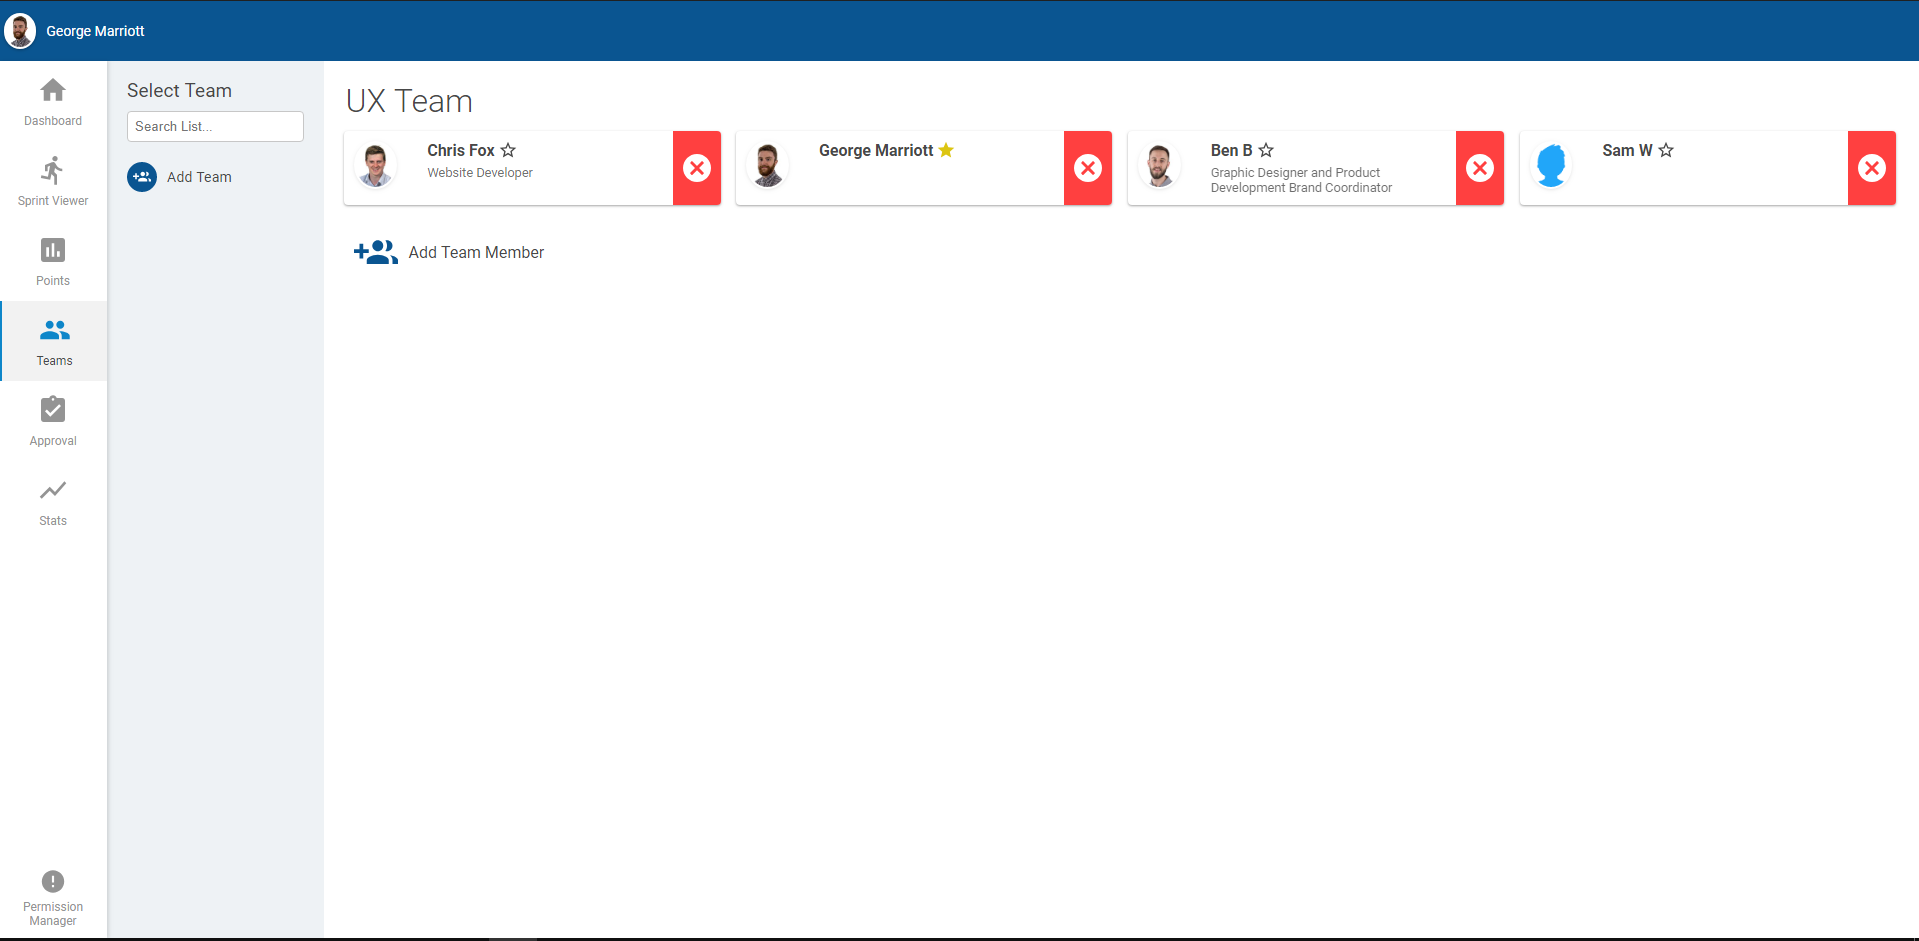 George Marriott
Dashboard
Sprint Viewer
Points
Teams
Approval
Stats
Permission
Manager
Select Team
Search List...
Add Team
UX Team
Chris Fox
Website Developer
George Marriott
Ben B
Graphic Designer and Product
Development Brand Coordinator
Sam W
Add Team Member